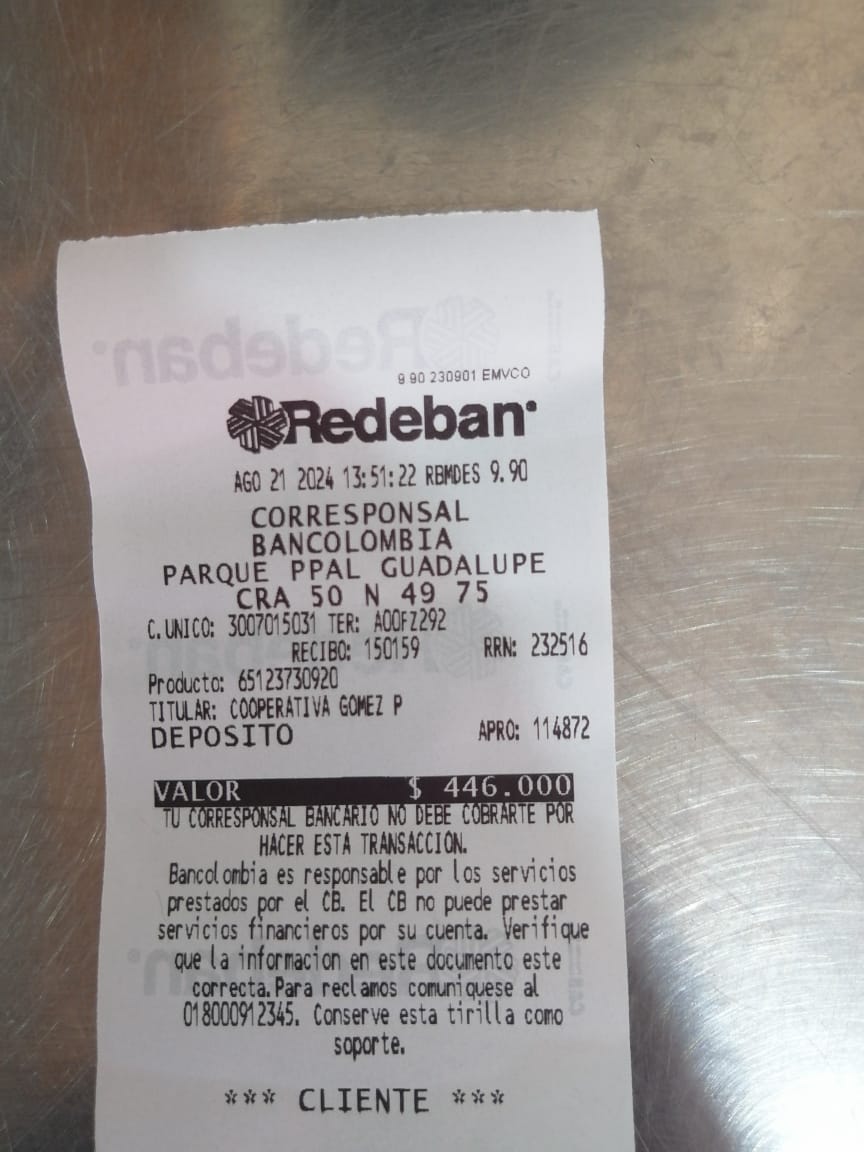 9 90 230901 EMVCO
Redeban
AGO 21 2024 13:51:22 RBMDES 9.90
CORRESPONSAL
BANCOLOMBIA
PARQUE PPAL GUADALUPE
CRA 50 N 49 75
C.UNICO: 3007015031 TER: A00FZ292
RECIBO: 150159 RRN: 232516
Producto: 65123730920
TITULAR: COOPERATIVA GOMEZ P
DEPOSITO APRO: 114872
VALOR $ 446.000
TU CORRESPONSAL BANCARIO NO DEBE COBRARTE POR
HACER ESTA TRANSACCION.
Bancolombia es responsable por los servicios
prestados por el CB. El CB no puede prestar
servicios financieros por su cuenta. Verifique
que la informacion en este documento este
correcta.Para reclamos comuniquese al
018000912345. Conserve esta tirilla como
soporte.
*** CLIENTE ***